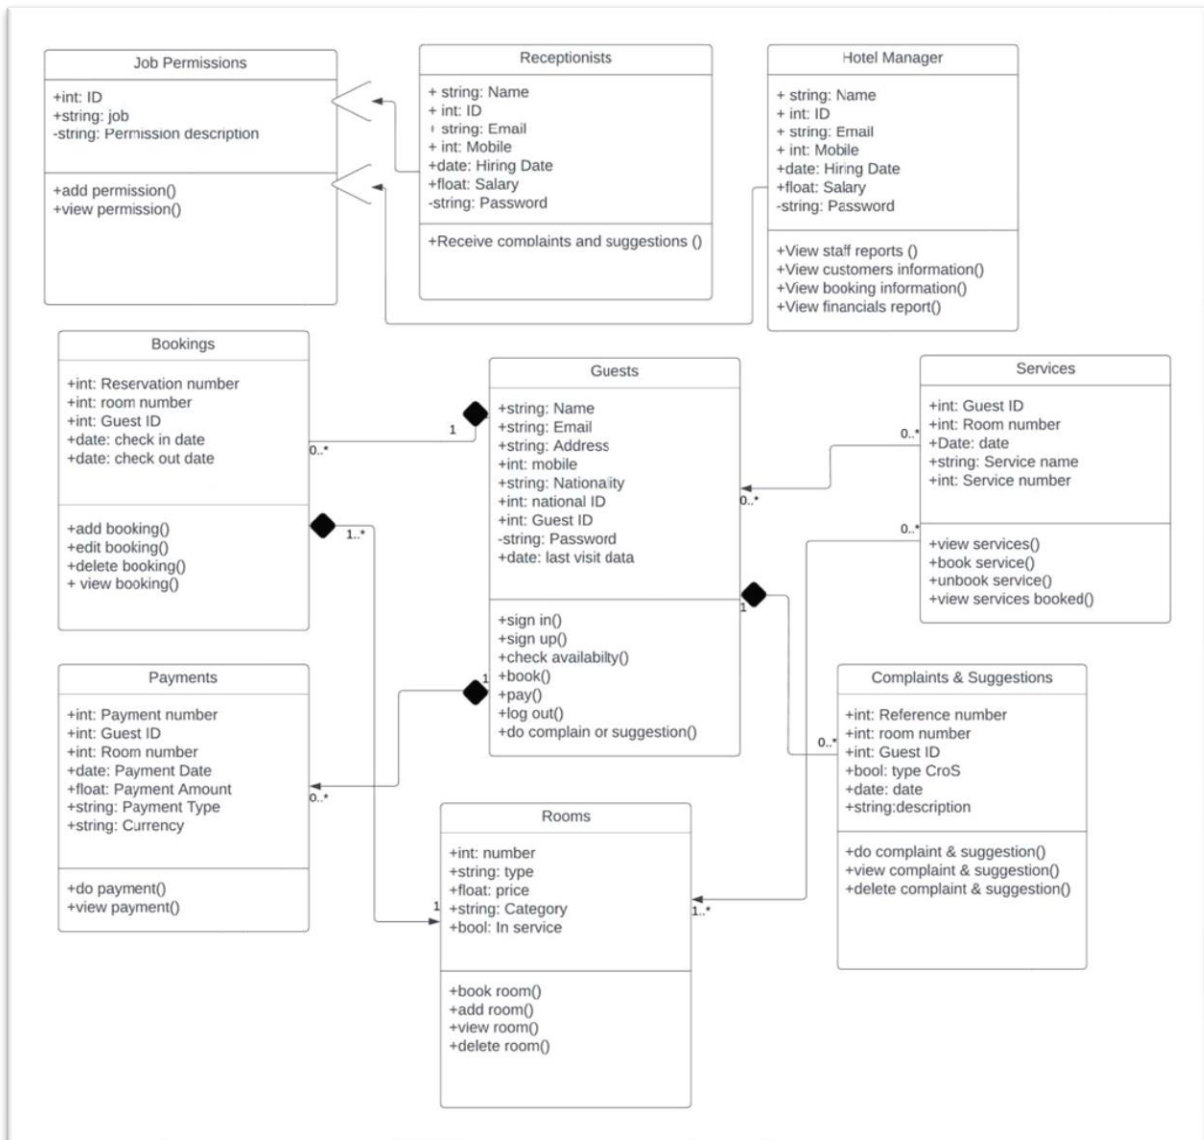 Job Permissions
+int: ID
+string: job
-string: Permission description
+add permission()
+view permission()
Receptionists
+ string: Name
+ int: ID
+ string: Email
+ int: Mobile
+date: Hiring Date
+float: Salary
-string: Password
+Receive complaints and suggestions ()
Hotel Manager
+ string: Name
+ int: ID
+ string: Email
+ int: Mobile
+date: Hiring Date
+float: Salary
-string: Password
+View staff reports ()
+View customers information()
+View booking information()
+View financials report()
Bookings
+int: Reservation number
+int: room number
+int: Guest ID
+date: check in date
+date: check out date
+add booking()
+edit booking()
+delete booking()
+ view booking()
0..*
1
1..*
Guests
+string: Name
+string: Email
+string: Address
+int: mobile
+string: Nationality
+int: national ID
+int: Guest ID
-string: Password
+date: last visit data
+sign in()
+sign up()
+check availabilty()
+book()
+pay()
+log out()
+do complain or suggestion()
0..*
1
1
Services
+int: Guest ID
+int: Room number
+Date: date
+string: Service name
+int: Service number
+view services()
+book service()
+unbook service()
+view services booked()
0..*
0..*
Payments
+int: Payment number
+int: Guest ID
+int: Room number
+date: Payment Date
+float: Payment Amount
+string: Payment Type
+string: Currency
+do payment()
+view payment()
0..*
Complaints & Suggestions
+int: Reference number
+int: room number
+int: Guest ID
+bool: type CroS
+date: date
+string:description
+do complaint & suggestion()
+view complaint & suggestion()
+delete complaint & suggestion()
0..*
Rooms
+int: number
+string: type
+float: price
+string: Category
+bool: In service
+book room()
+add room()
+view room()
+delete room()
1
1..*